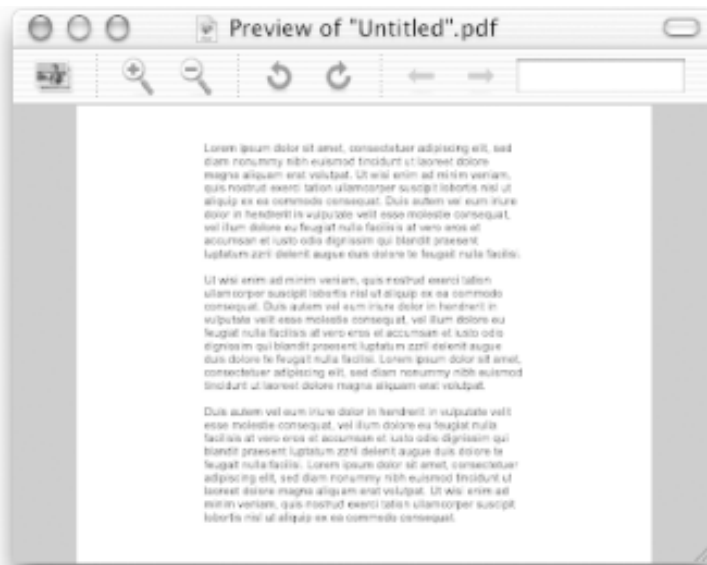 Preview of "Untitled".pdf
Lorem ipsum dolor sit amet, consectetuer adipiscing elit, sed
diam nonummy nibh euismod tincidunt ut laoreet dolore
magna aliquam erat volutpat. Ut wisi enim ad minim veniam,
quis nostrud exerci tation ullamcorper suscipit lobortis nisl ut
aliquip ex ea commodo consequat. Duis autem vel eum iriure
dolor in hendrerit in vulputate velit esse molestie consequat,
vel illum dolore eu feugiat nulla facilisis at vero eros et
accumsan et iusto odio dignissim qui blandit praesent
luptatum zzril delenit augue duis dolore te feugait nulla facilisi.
Ut wisi enim ad minim veniam, quis nostrud exerci tation
ullamcorper suscipit lobortis nisl ut aliquip ex ea commodo
consequat. Duis autem vel eum iriure dolor in hendrerit in
vulputate velit esse molestie consequat, vel illum dolore eu
feugiat nulla facilisis at vero eros et accumsan et iusto odio
dignissim qui blandit praesent luptatum zzril delenit augue
duis dolore te feugait nulla facilisi. Lorem ipsum dolor sit amet,
consectetuer adipiscing elit, sed diam nonummy nibh euismod
tincidunt ut laoreet dolore magna aliquam erat volutpat.
Duis autem vel eum iriure dolor in hendrerit in vulputate velit
esse molestie consequat, vel illum dolore eu feugiat nulla
facilisis at vero eros et accumsan et iusto odio dignissim qui
blandit praesent luptatum zzril delenit augue duis dolore te
feugait nulla facilisi. Lorem ipsum dolor sit amet, consectetuer
adipiscing elit, sed diam nonummy nibh euismod tincidunt ut
laoreet dolore magna aliquam erat volutpat. Ut wisi enim ad
minim veniam, quis nostrud exerci tation ullamcorper suscipit
lobortis nisl ut aliquip ex ea commodo consequat.